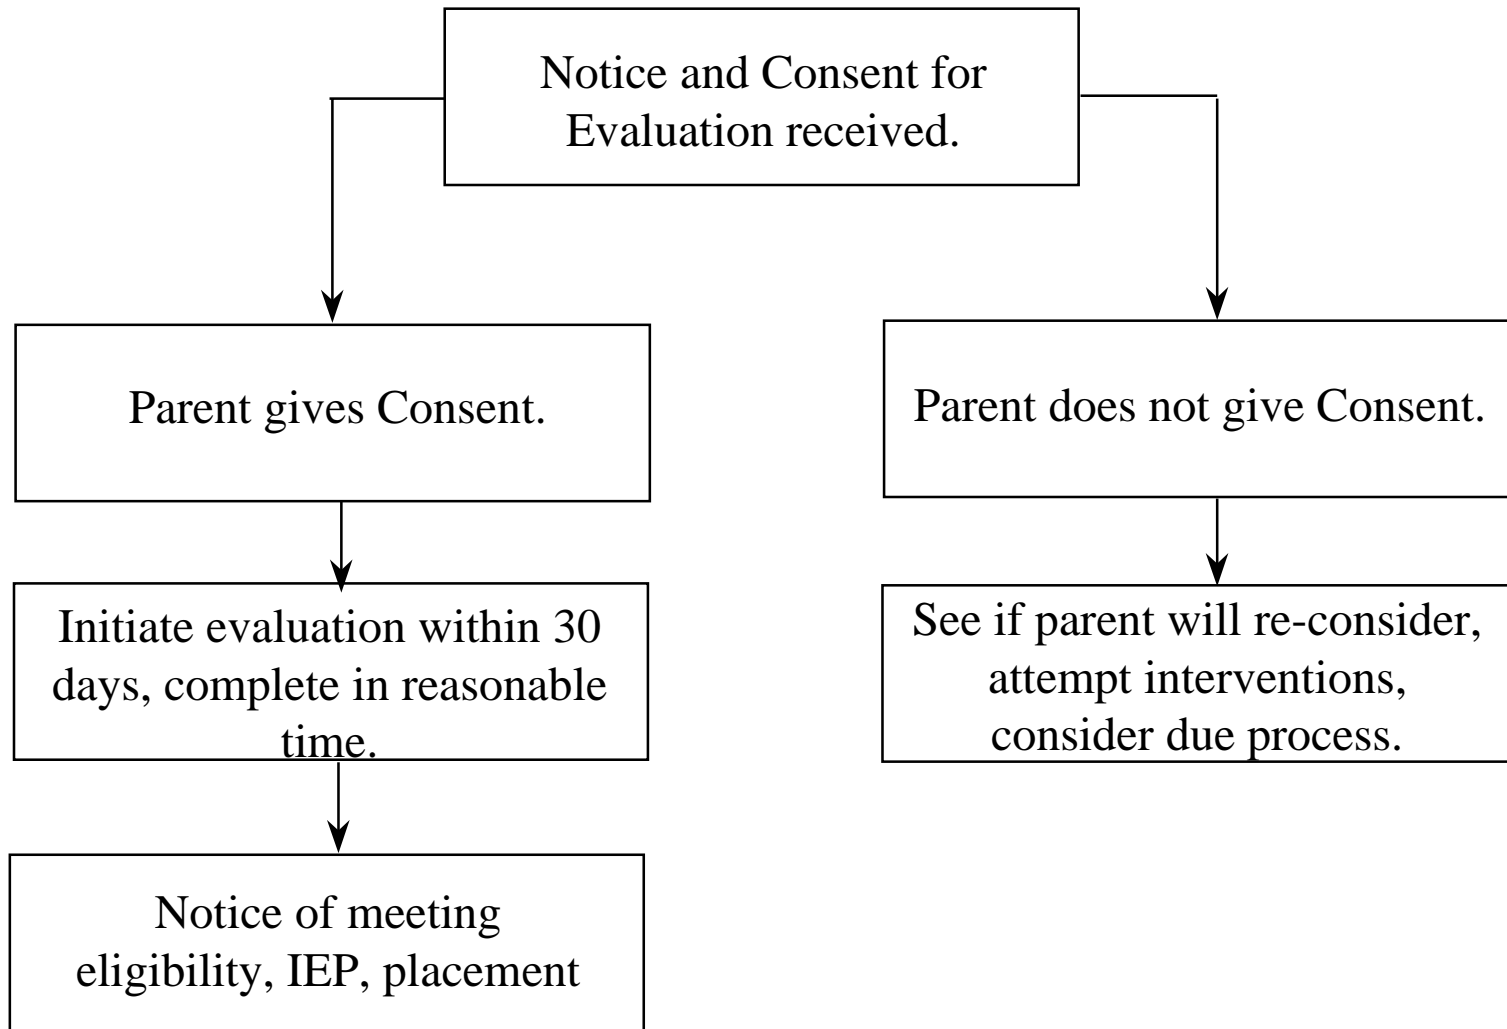 Notice and Consent for
Evaluation received.
Parent gives Consent.
Parent does not give Consent.
Initiate evaluation within 30
days, complete in reasonable
time.
See if parent will re-consider,
attempt interventions,
consider due process.
Notice of meeting
eligibility, IEP, placement